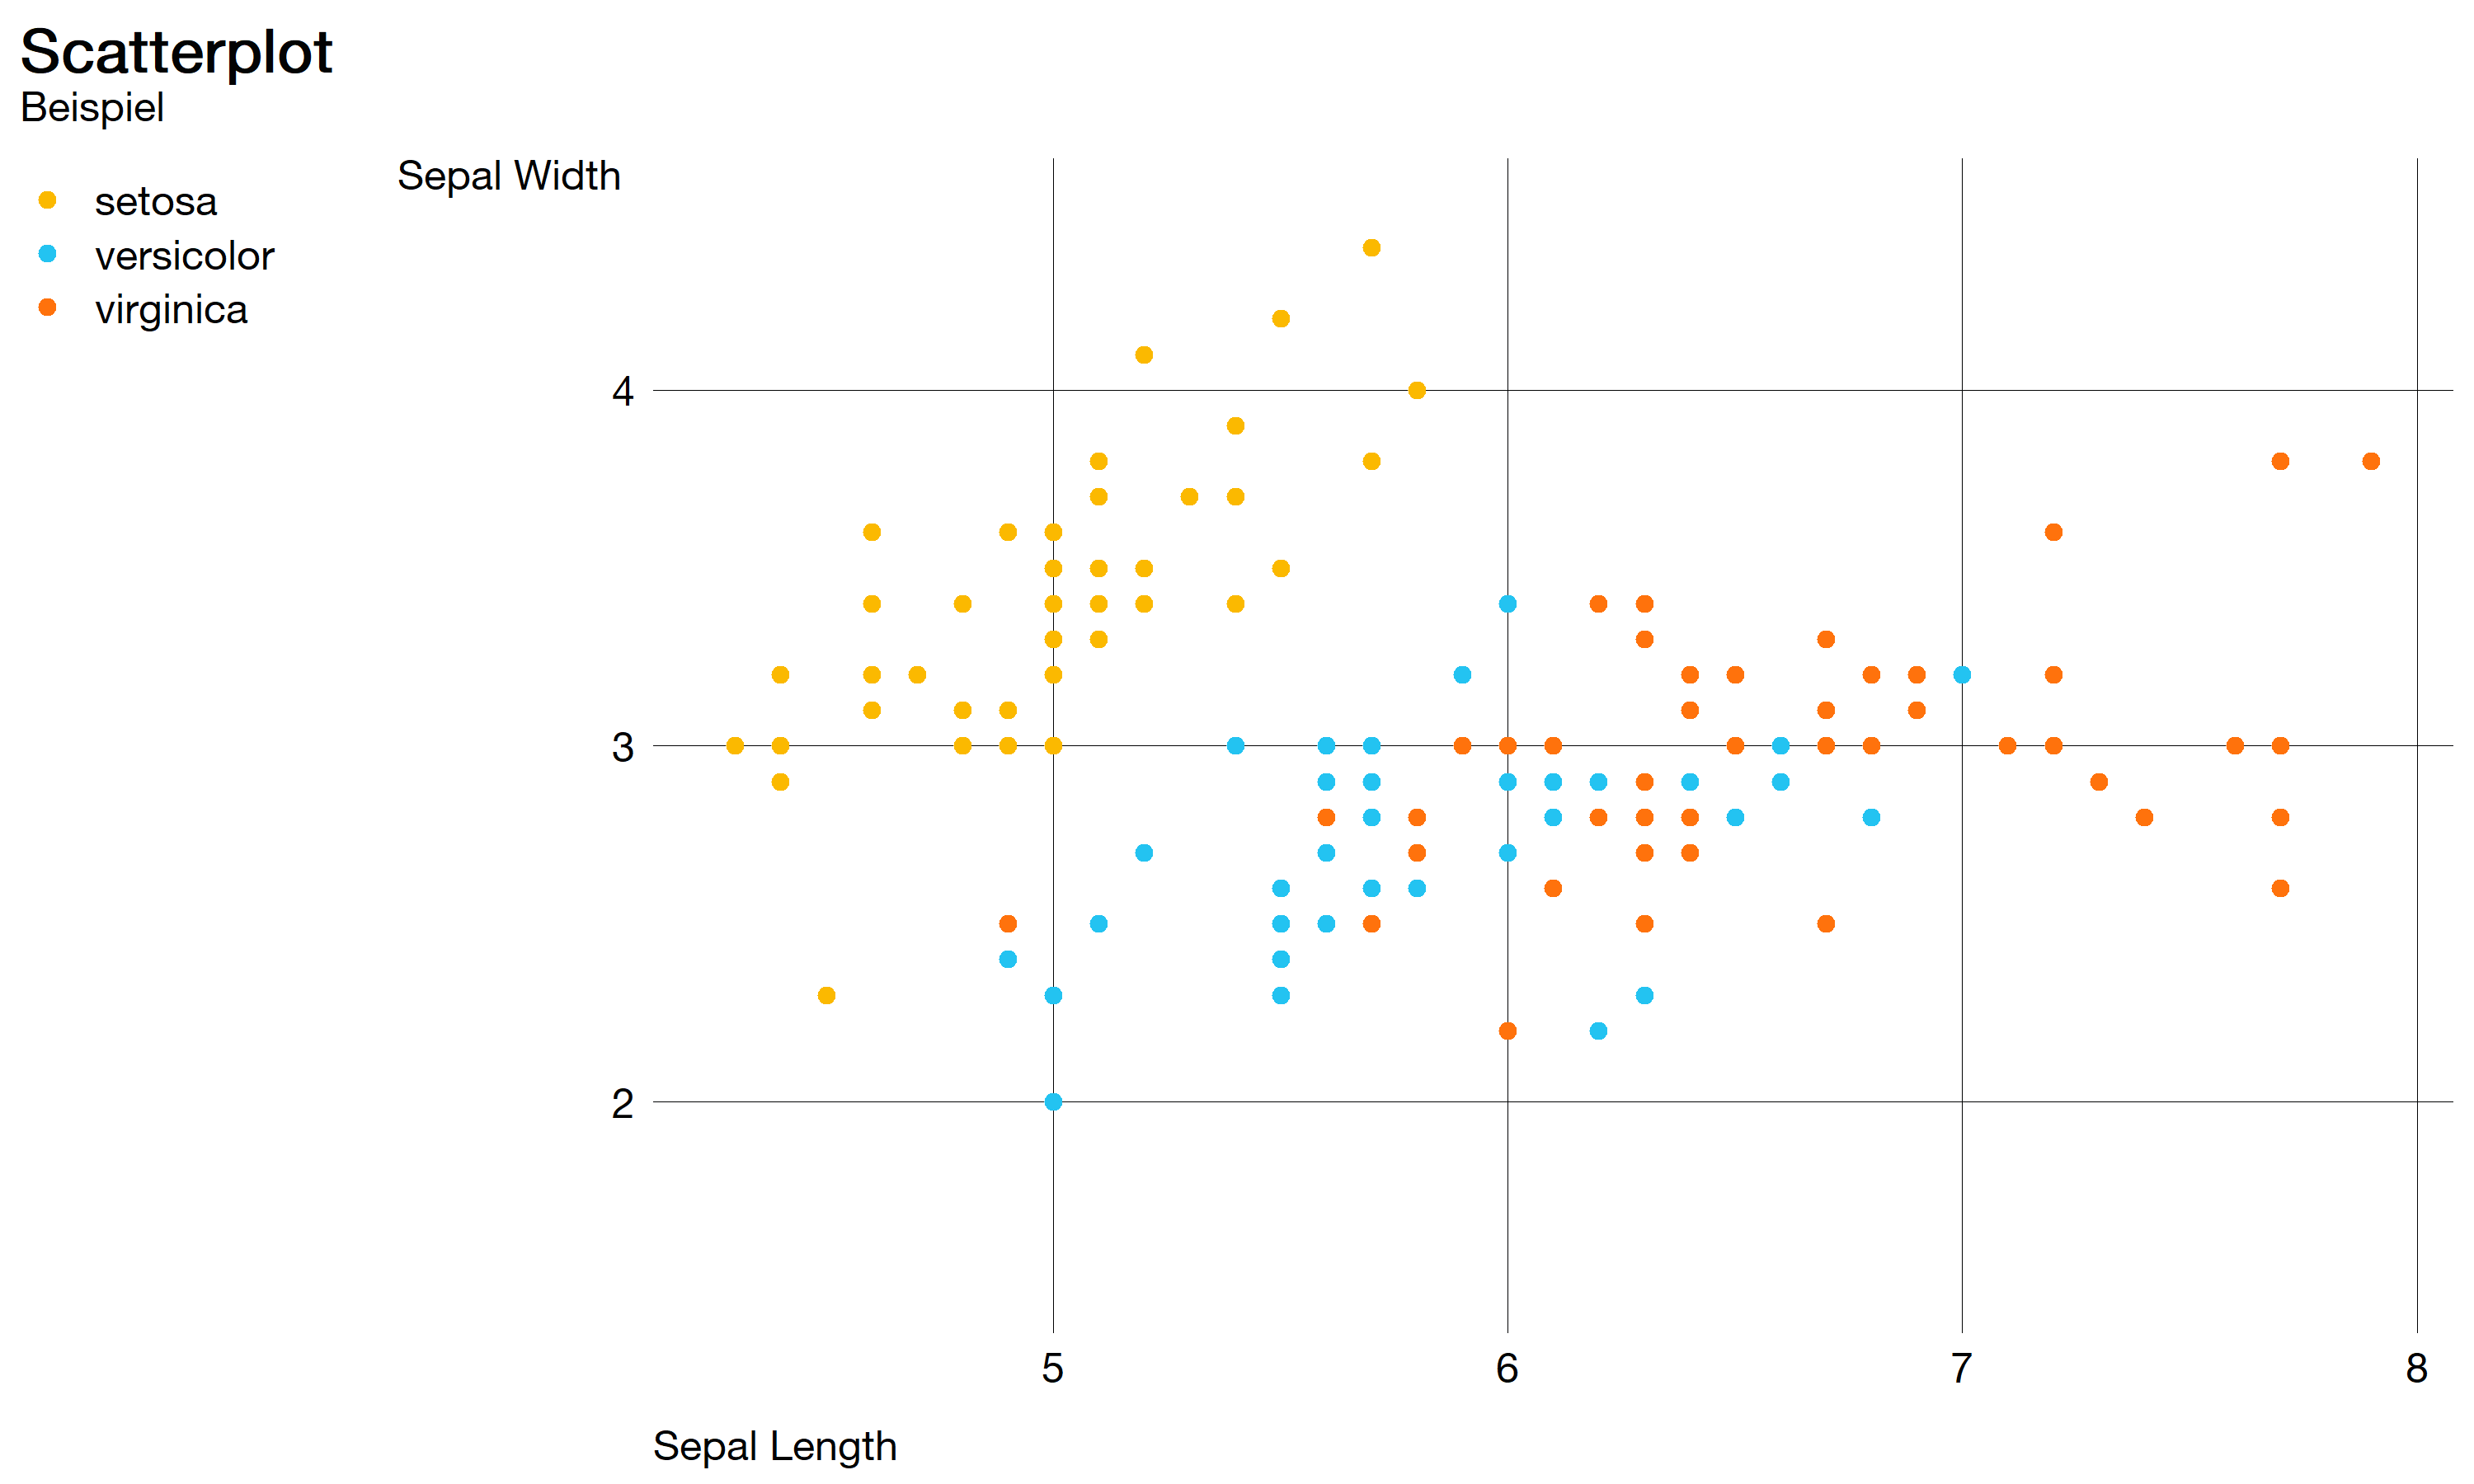 Scatterplot
Beispiel
setosa
versicolor
virginica
Sepal Width
4
3
2
5 6 7 8
Sepal Length